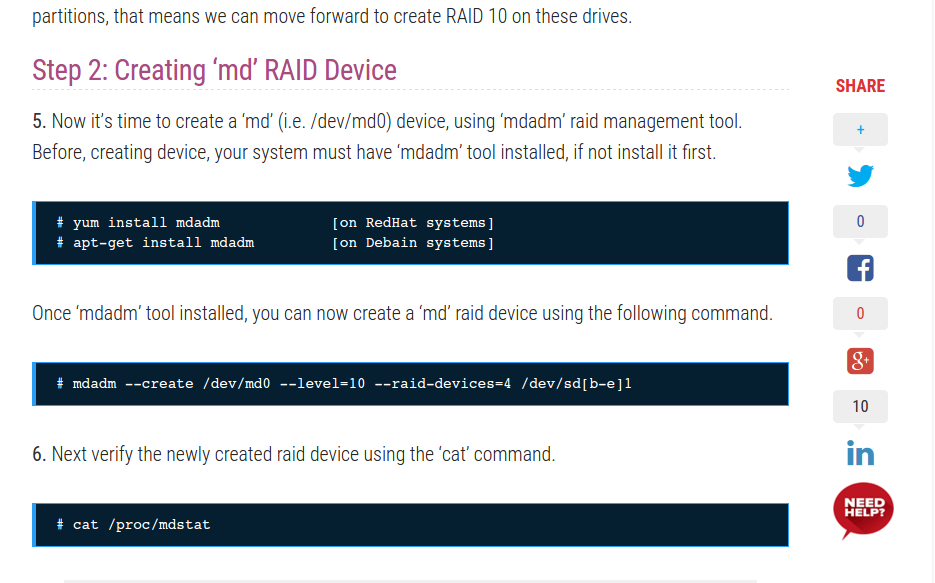 partitions, that means we can move forward to create RAID 10 on these drives.
Step 2: Creating ‘md’ RAID Device
5. Now it’s time to create a ‘md’ (i.e. /dev/md0) device, using ‘mdadm’ raid management tool.
Before, creating device, your system must have ‘mdadm’ tool installed, if not install it first.
# yum install mdadm [on RedHat systems]
# apt-get install mdadm [on Debain systems]
Once ‘mdadm’ tool installed, you can now create a ‘md’ raid device using the following command.
# mdadm --create /dev/md0 --level=10 --raid-devices=4 /dev/sd[b-e]1
6. Next verify the newly created raid device using the ‘cat’ command.
# cat /proc/mdstat
SHARE
+
0
f
0
g+
10
in
NEED
HELP?